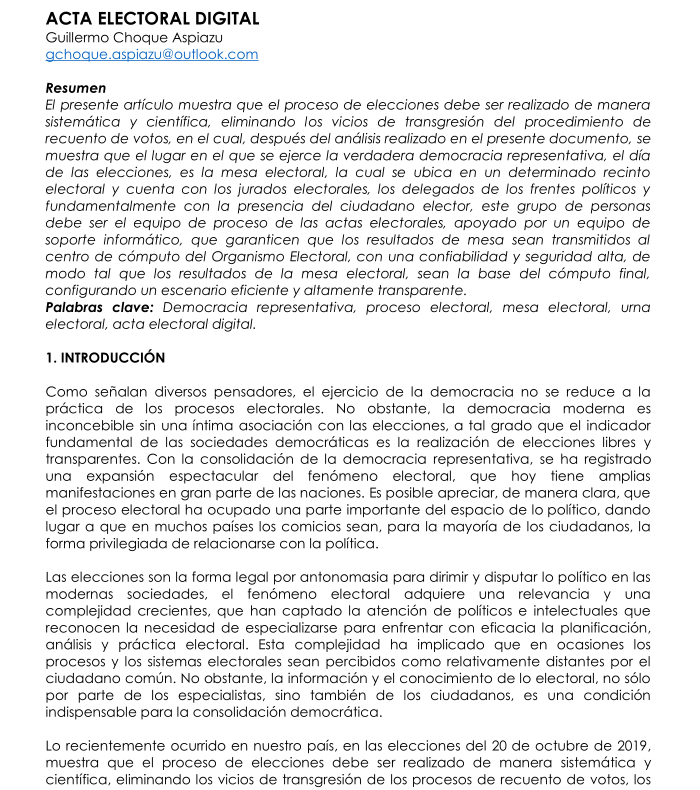 ACTA ELECTORAL DIGITAL
Guillermo Choque Aspiazu
gchoque.aspiazu@outlook.com
Resumen
El presente artículo muestra que el proceso de elecciones debe ser realizado de manera
sistemática y científica, eliminando los vicios de transgresión del procedimiento de
recuento de votos, en el cual, después del análisis realizado en el presente documento, se
muestra que el lugar en el que se ejerce la verdadera democracia representativa, el día
de las elecciones, es la mesa electoral, la cual se ubica en un determinado recinto
electoral y cuenta con los jurados electorales, los delegados de los frentes políticos y
fundamentalmente con la presencia del ciudadano elector, este grupo de personas
debe ser el equipo de proceso de las actas electorales, apoyado por un equipo de
soporte informático, que garanticen que los resultados de mesa sean transmitidos al
centro de cómputo del Organismo Electoral, con una confiabilidad y seguridad alta, de
modo tal que los resultados de la mesa electoral, sean la base del cómputo final,
configurando un escenario eficiente y altamente transparente.
Palabras clave: Democracia representativa, proceso electoral, mesa electoral, urna
electoral, acta electoral digital.
1. INTRODUCCIÓN
Como señalan diversos pensadores, el ejercicio de la democracia no se reduce a la
práctica de los procesos electorales. No obstante, la democracia moderna es
inconcebible sin una íntima asociación con las elecciones, a tal grado que el indicador
fundamental de las sociedades democráticas es la realización de elecciones libres y
transparentes. Con la consolidación de la democracia representativa, se ha registrado
una expansión espectacular del fenómeno electoral, que hoy tiene amplias
manifestaciones en gran parte de las naciones. Es posible apreciar, de manera clara, que
el proceso electoral ha ocupado una parte importante del espacio de lo político, dando
lugar a que en muchos países los comicios sean, para la mayoría de los ciudadanos, la
forma privilegiada de relacionarse con la política.
Las elecciones son la forma legal por antonomasia para dirimir y disputar lo político en las
modernas sociedades, el fenómeno electoral adquiere una relevancia y una
complejidad crecientes, que han captado la atención de políticos e intelectuales que
reconocen la necesidad de especializarse para enfrentar con eficacia la planificación,
análisis y práctica electoral. Esta complejidad ha implicado que en ocasiones los
procesos y los sistemas electorales sean percibidos como relativamente distantes por el
ciudadano común. No obstante, la información y el conocimiento de lo electoral, no sólo
por parte de los especialistas, sino también de los ciudadanos, es una condición
indispensable para la consolidación democrática.
Lo recientemente ocurrido en nuestro país, en las elecciones del 20 de octubre de 2019,
muestra que el proceso de elecciones debe ser realizado de manera sistemática y
científica, eliminando los vicios de transgresión de los procesos de recuento de votos, los